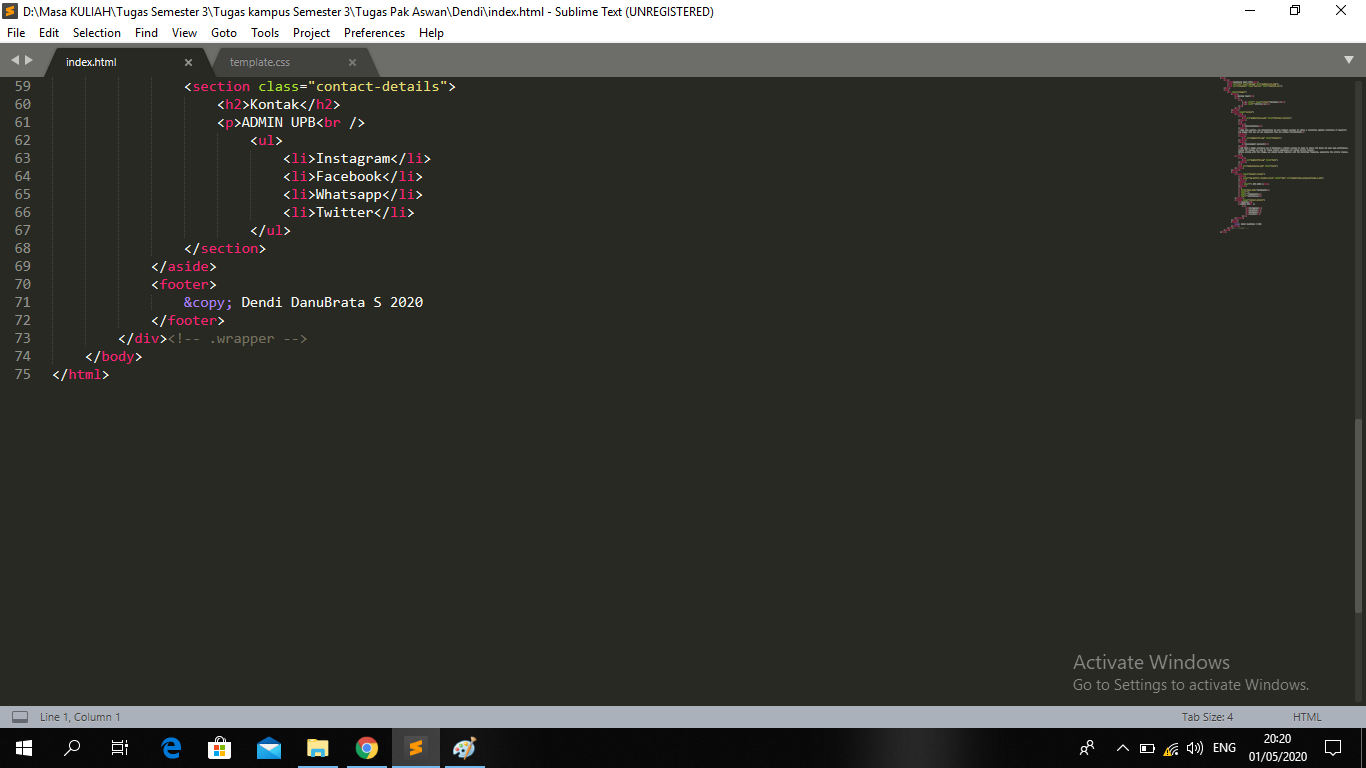 D:\Masa KULIAH\Tugas Semester 3\Tugas kampus Semester 3\Tugas Pak Aswan\Dendi\index.html - Sublime Text (UNREGISTERED)
File Edit Selection Find View Goto Tools Project Preferences Help
index.html template.css
59 <section class="contact-details">
60 <h2>Kontak</h2>
61 <p>ADMIN UPB<br />
62 <ul>
63 <li>Instagram</li>
64 <li>Facebook</li>
65 <li>Whatsapp</li>
66 <li>Twitter</li>
67 </ul>
68 </section>
69 </aside>
70 <footer>
71 &copy; Dendi DanuBrata S 2020
72 </footer>
73 </div><!-- .wrapper -->
74 </body>
75 </html>
Activate Windows
Go to Settings to activate Windows.
Line 1, Column 1 Tab Size: 4 HTML
ENG 20:20
01/05/2020